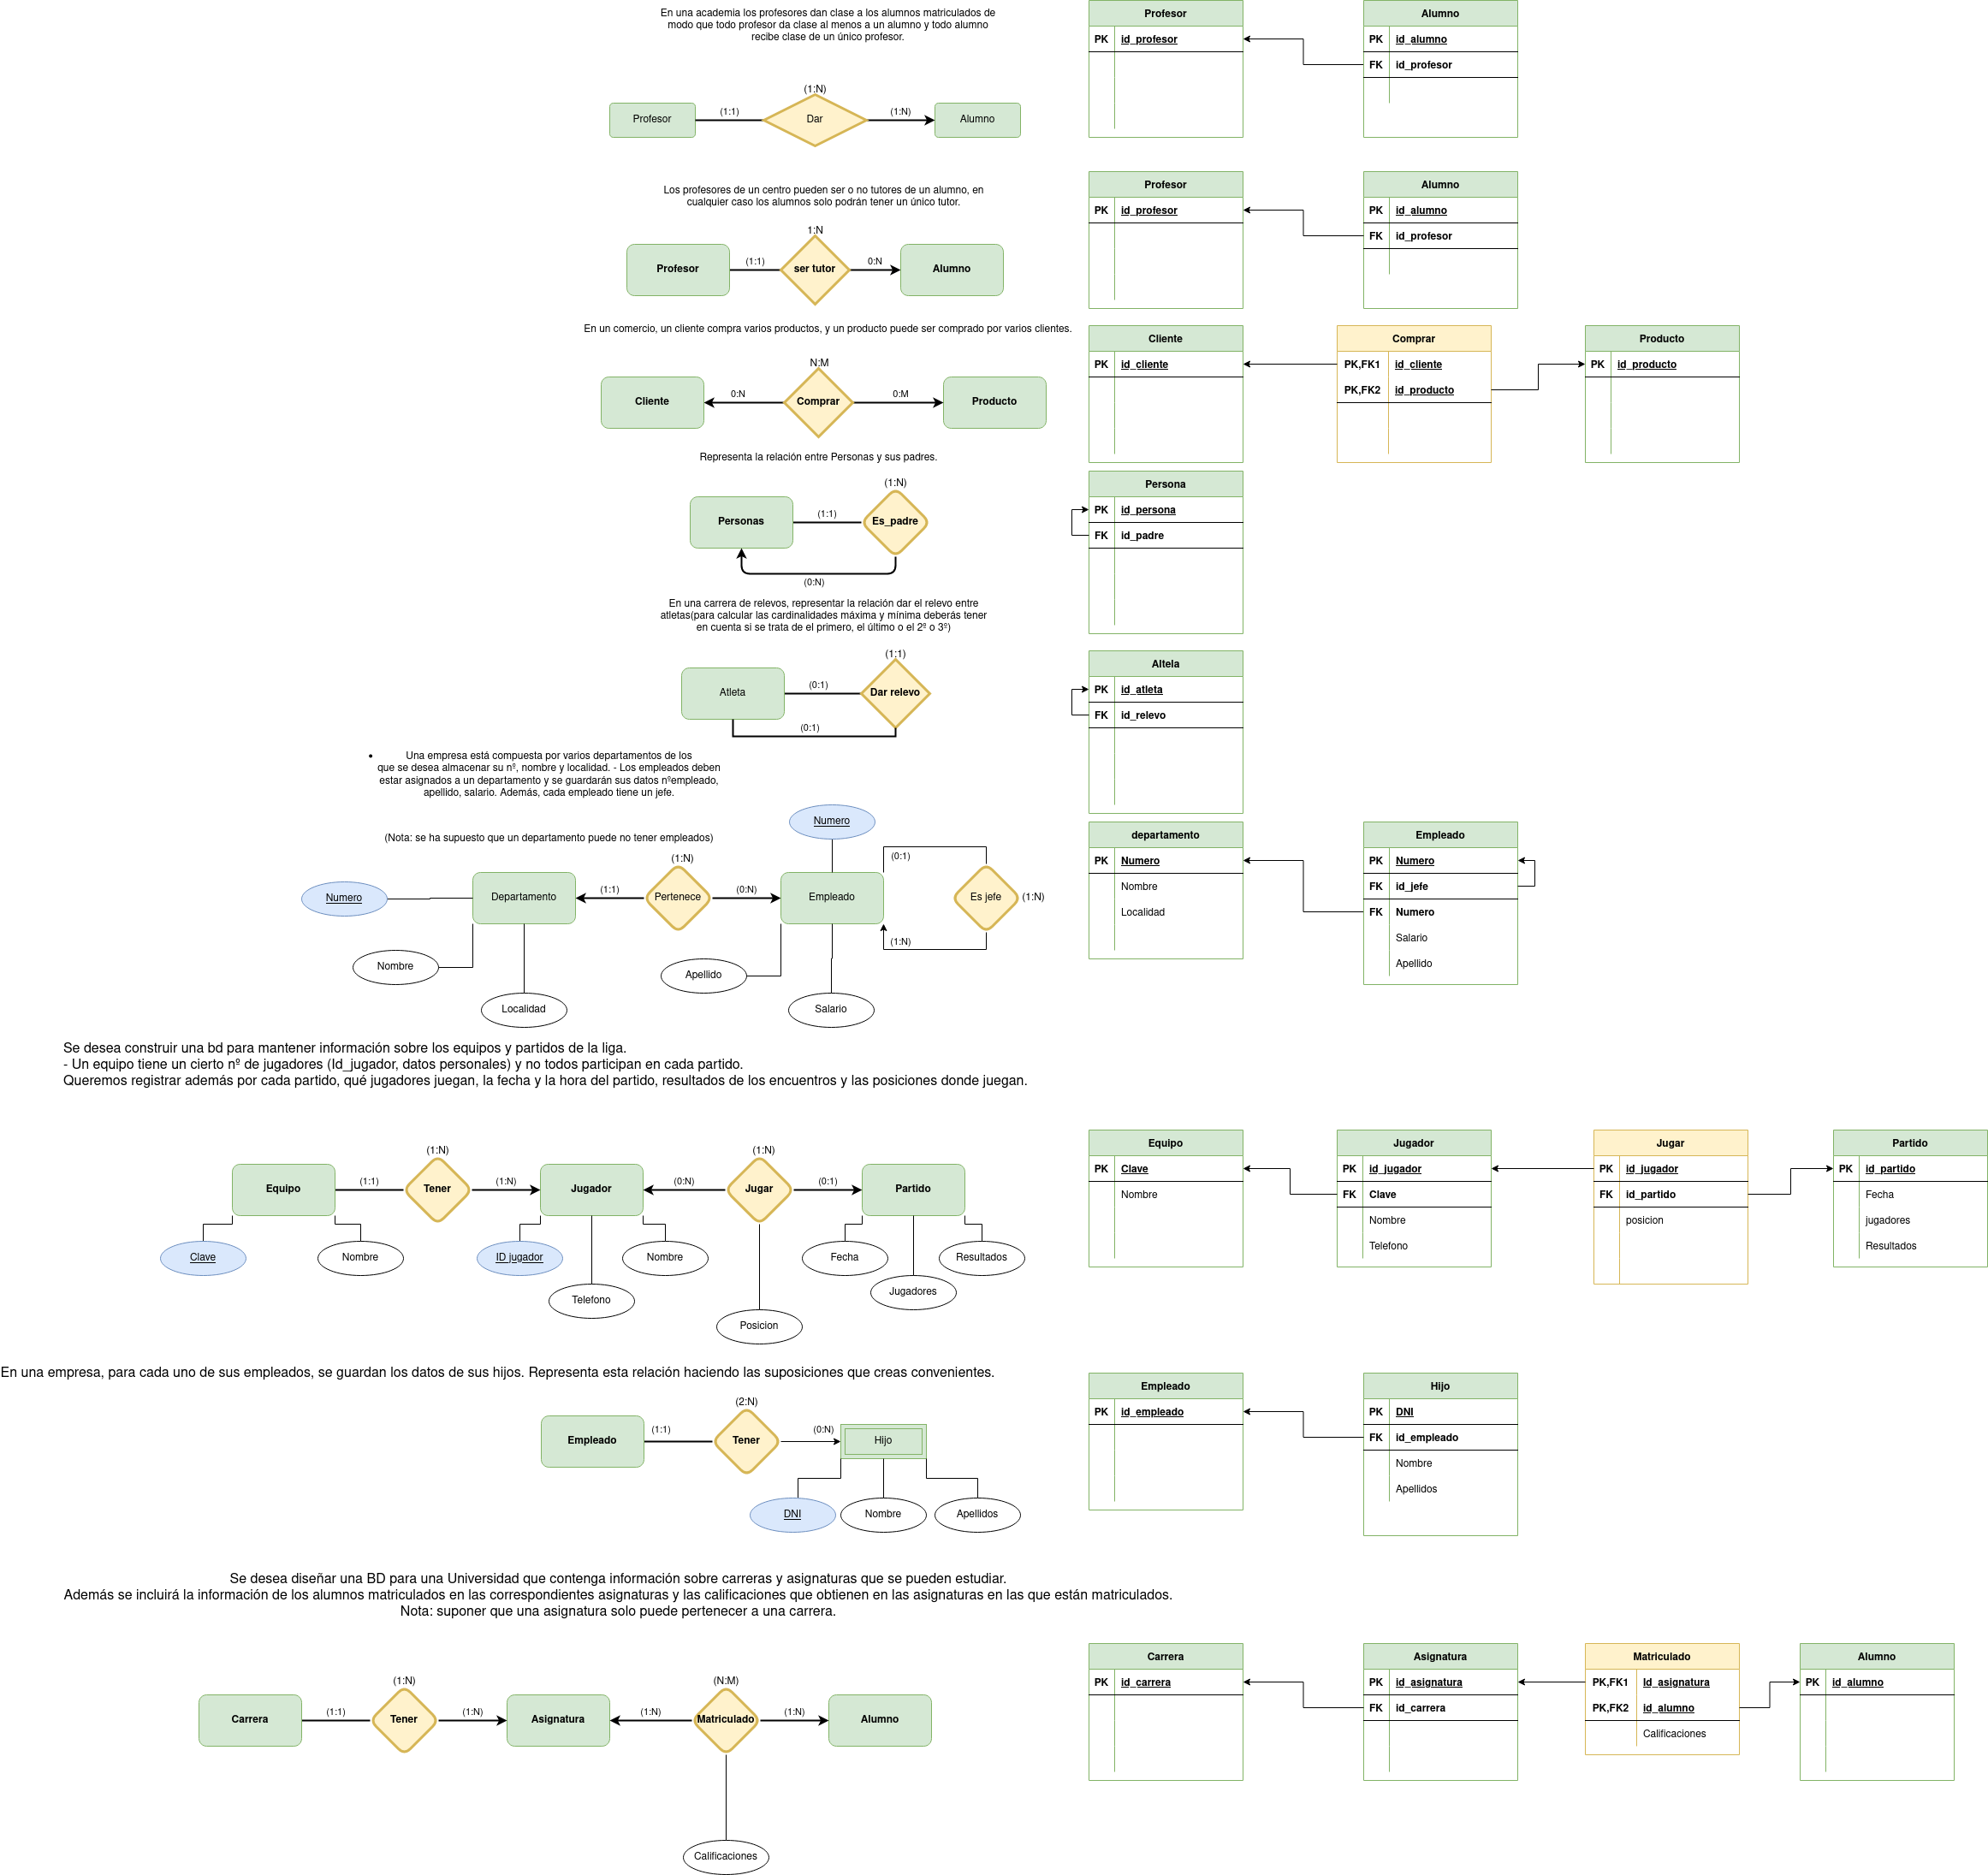 En una academia los profesores dan clase a los alumnos matriculados de
modo que todo profesor da clase al menos a un alumno y todo alumno
recibe clase de un único profesor.
(1:N)
Profesor
(1:1)
Dar
(1:N)
Alumno
Profesor
PK
id_profesor
Alumno
PK
id_alumno
FK
id_profesor
Los profesores de un centro pueden ser o no tutores de un alumno, en
cualquier caso los alumnos solo podrán tener un único tutor.
1:N
Profesor
(1:1)
ser tutor
0:N
Alumno
Profesor
PK
id_profesor
Alumno
PK
id_alumno
FK
id_profesor
En un comercio, un cliente compra varios productos, y un producto puede ser comprado por varios clientes.
N:M
Cliente
0:N
Comprar
0:M
Producto
Cliente
PK
id_cliente
Comprar
PK,FK1
id_cliente
PK,FK2
id_producto
Producto
PK
id_producto
Representa la relación entre Personas y sus padres.
(1:N)
Personas
(1:1)
Es_padre
(0:N)
Persona
PK
id_persona
FK
id_padre
En una carrera de relevos, representar la relación dar el relevo entre
atletas(para calcular las cardinalidades máxima y mínima deberás tener
en cuenta si se trata de el primero, el último o el 2º o 3º)
(1:1)
Atleta
(0:1)
Dar relevo
(0:1)
Altela
PK
id_atleta
FK
id_relevo
• Una empresa está compuesta por varios departamentos de los
que se desea almacenar su nº, nombre y localidad. - Los empleados deben
estar asignados a un departamento y se guardarán sus datos nºempleado,
apellido, salario. Además, cada empleado tiene un jefe.
(Nota: se ha supuesto que un departamento puede no tener empleados)
Numero
(1:N)
(0:1)
Numero
Departamento
(1:1)
Pertenece
(0:N)
Empleado
Es jefe
(1:N)
(1:N)
Nombre
Apellido
Localidad
Salario
departamento
PK
Numero
Nombre
Localidad
Empleado
PK
Numero
FK
id_jefe
FK
Numero
Salario
Apellido
Se desea construir una bd para mantener información sobre los equipos y partidos de la liga.
- Un equipo tiene un cierto nº de jugadores (Id_jugador, datos personales) y no todos participan en cada partido.
Queremos registrar además por cada partido, qué jugadores juegan, la fecha y la hora del partido, resultados de los encuentros y las posiciones donde juegan.
(1:N)
(1:N)
Equipo
(1:1)
Tener
(1:N)
Jugador
(0:N)
Jugar
(0:1)
Partido
Clave
Nombre
ID jugador
Nombre
Fecha
Resultados
Telefono
Jugadores
Posicion
Equipo
PK
Clave
Nombre
Jugador
PK
id_jugador
FK
Clave
Nombre
Telefono
Jugar
PK
id_jugador
FK
id_partido
posicion
Partido
PK
id_partido
Fecha
jugadores
Resultados
En una empresa, para cada uno de sus empleados, se guardan los datos de sus hijos. Representa esta relación haciendo las suposiciones que creas convenientes.
(2:N)
Empleado
(1:1)
Tener
(0:N)
Hijo
DNI
Nombre
Apellidos
Empleado
PK
id_empleado
Hijo
PK
DNI
FK
id_empleado
Nombre
Apellidos
Se desea diseñar una BD para una Universidad que contenga información sobre carreras y asignaturas que se pueden estudiar.
Además se incluirá la información de los alumnos matriculados en las correspondientes asignaturas y las calificaciones que obtienen en las asignaturas en las que están matriculados.
Nota: suponer que una asignatura solo puede pertenecer a una carrera.
(1:N)
(N:M)
Carrera
(1:1)
Tener
(1:N)
Asignatura
(1:N)
Matriculado
(1:N)
Alumno
Calificaciones
Carrera
PK
id_carrera
Asignatura
PK
id_asignatura
FK
id_carrera
Matriculado
PK,FK1
Id_asignatura
PK,FK2
id_alumno
Calificaciones
Alumno
PK
id_alumno